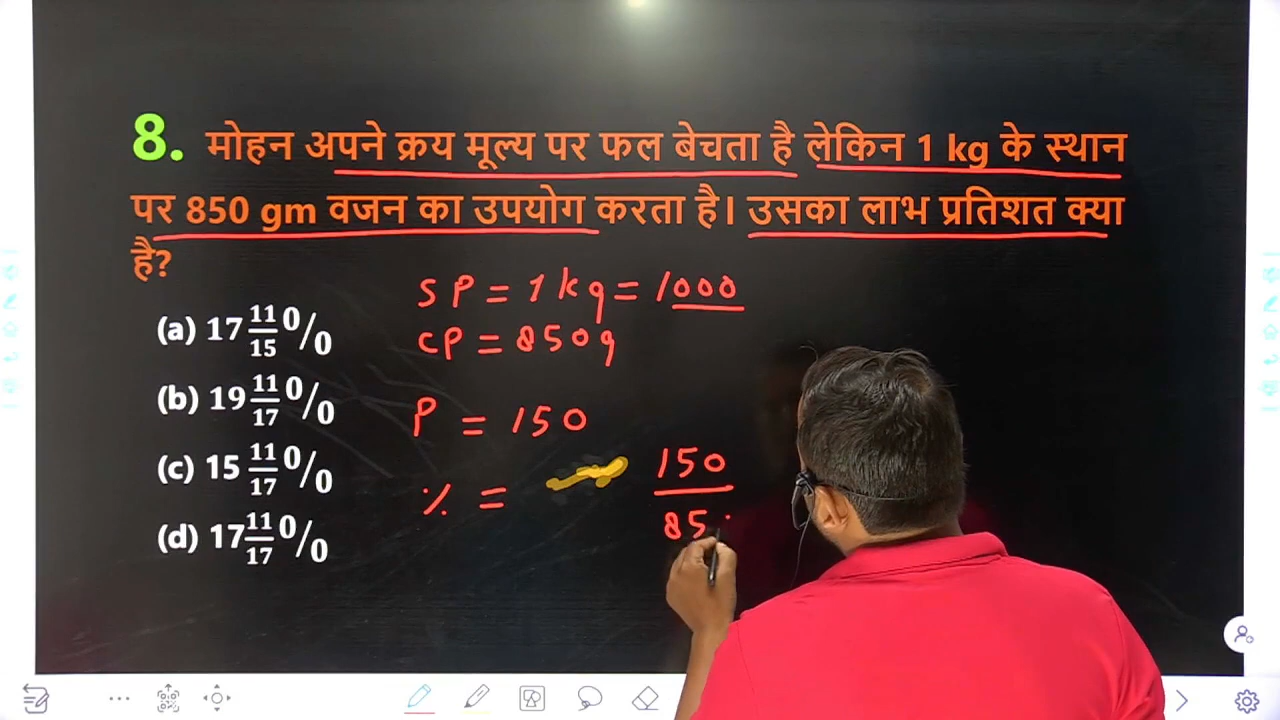 8. मोहन अपने क्रय मूल्य पर फल बेचता है लेकिन 1 kg के स्थान
पर 850 gm वजन का उपयोग करता है। उसका लाभ प्रतिशत क्या
है?
(a) 17 11/15 %
(b) 19 11/17 %
(c) 15 11/17 %
(d) 17 11/17 %
SP = 1 kg = 1000
CP = 850g
P = 150
% =
150
85